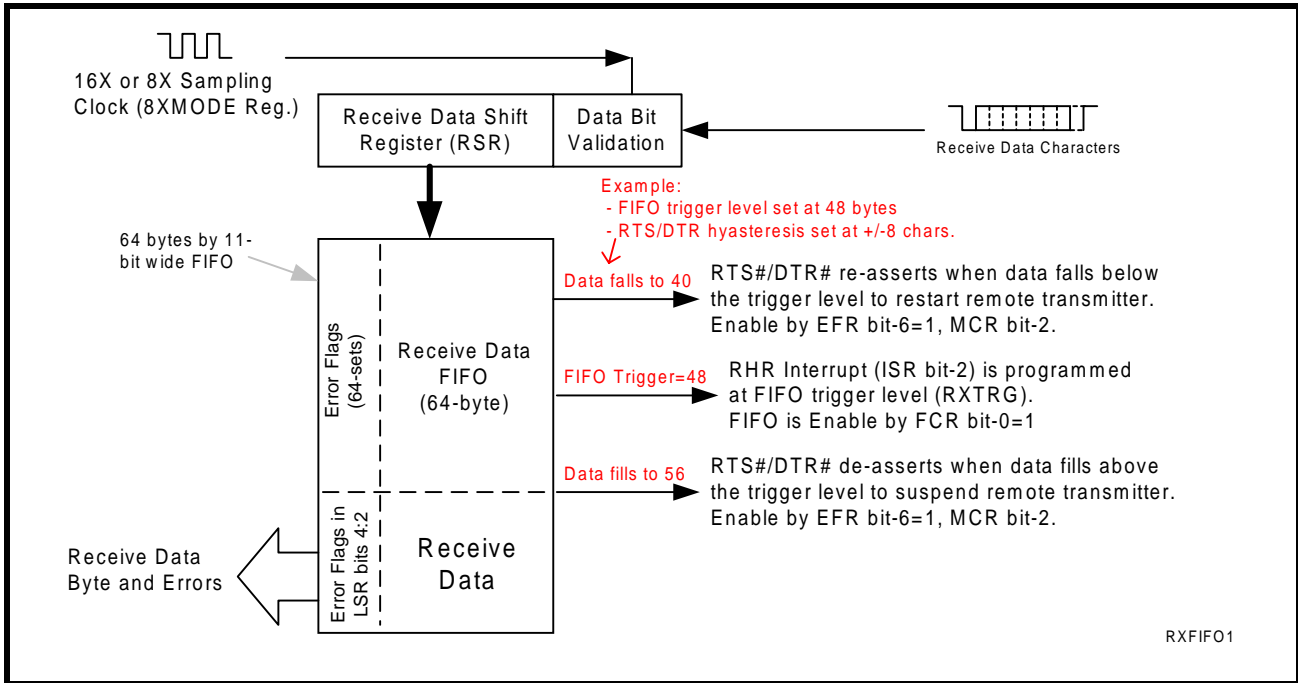 16X or 8X Sampling
Clock (8XMODE Reg.)
Receive Data Shift
Register (RSR)
Data Bit
Validation
Receive Data Characters
Example:
- FIFO trigger level set at 48 bytes
- RTS/DTR hyasteresis set at +/-8 chars.
64 bytes by 11-
bit wide FIFO
Error Flags
(64-sets)
Receive Data
FIFO
(64-byte)
Data falls to 40
RTS#/DTR# re-asserts when data falls below
the trigger level to restart remote transmitter.
Enable by EFR bit-6=1, MCR bit-2.
FIFO Trigger=48
RHR Interrupt (ISR bit-2) is programmed
at FIFO trigger level (RXTRG).
FIFO is Enable by FCR bit-0=1
Data fills to 56
RTS#/DTR# de-asserts when data fills above
the trigger level to suspend remote transmitter.
Enable by EFR bit-6=1, MCR bit-2.
Error Flags in
LSR bits 4:2
Receive
Data
Receive Data
Byte and Errors
RXFIFO1